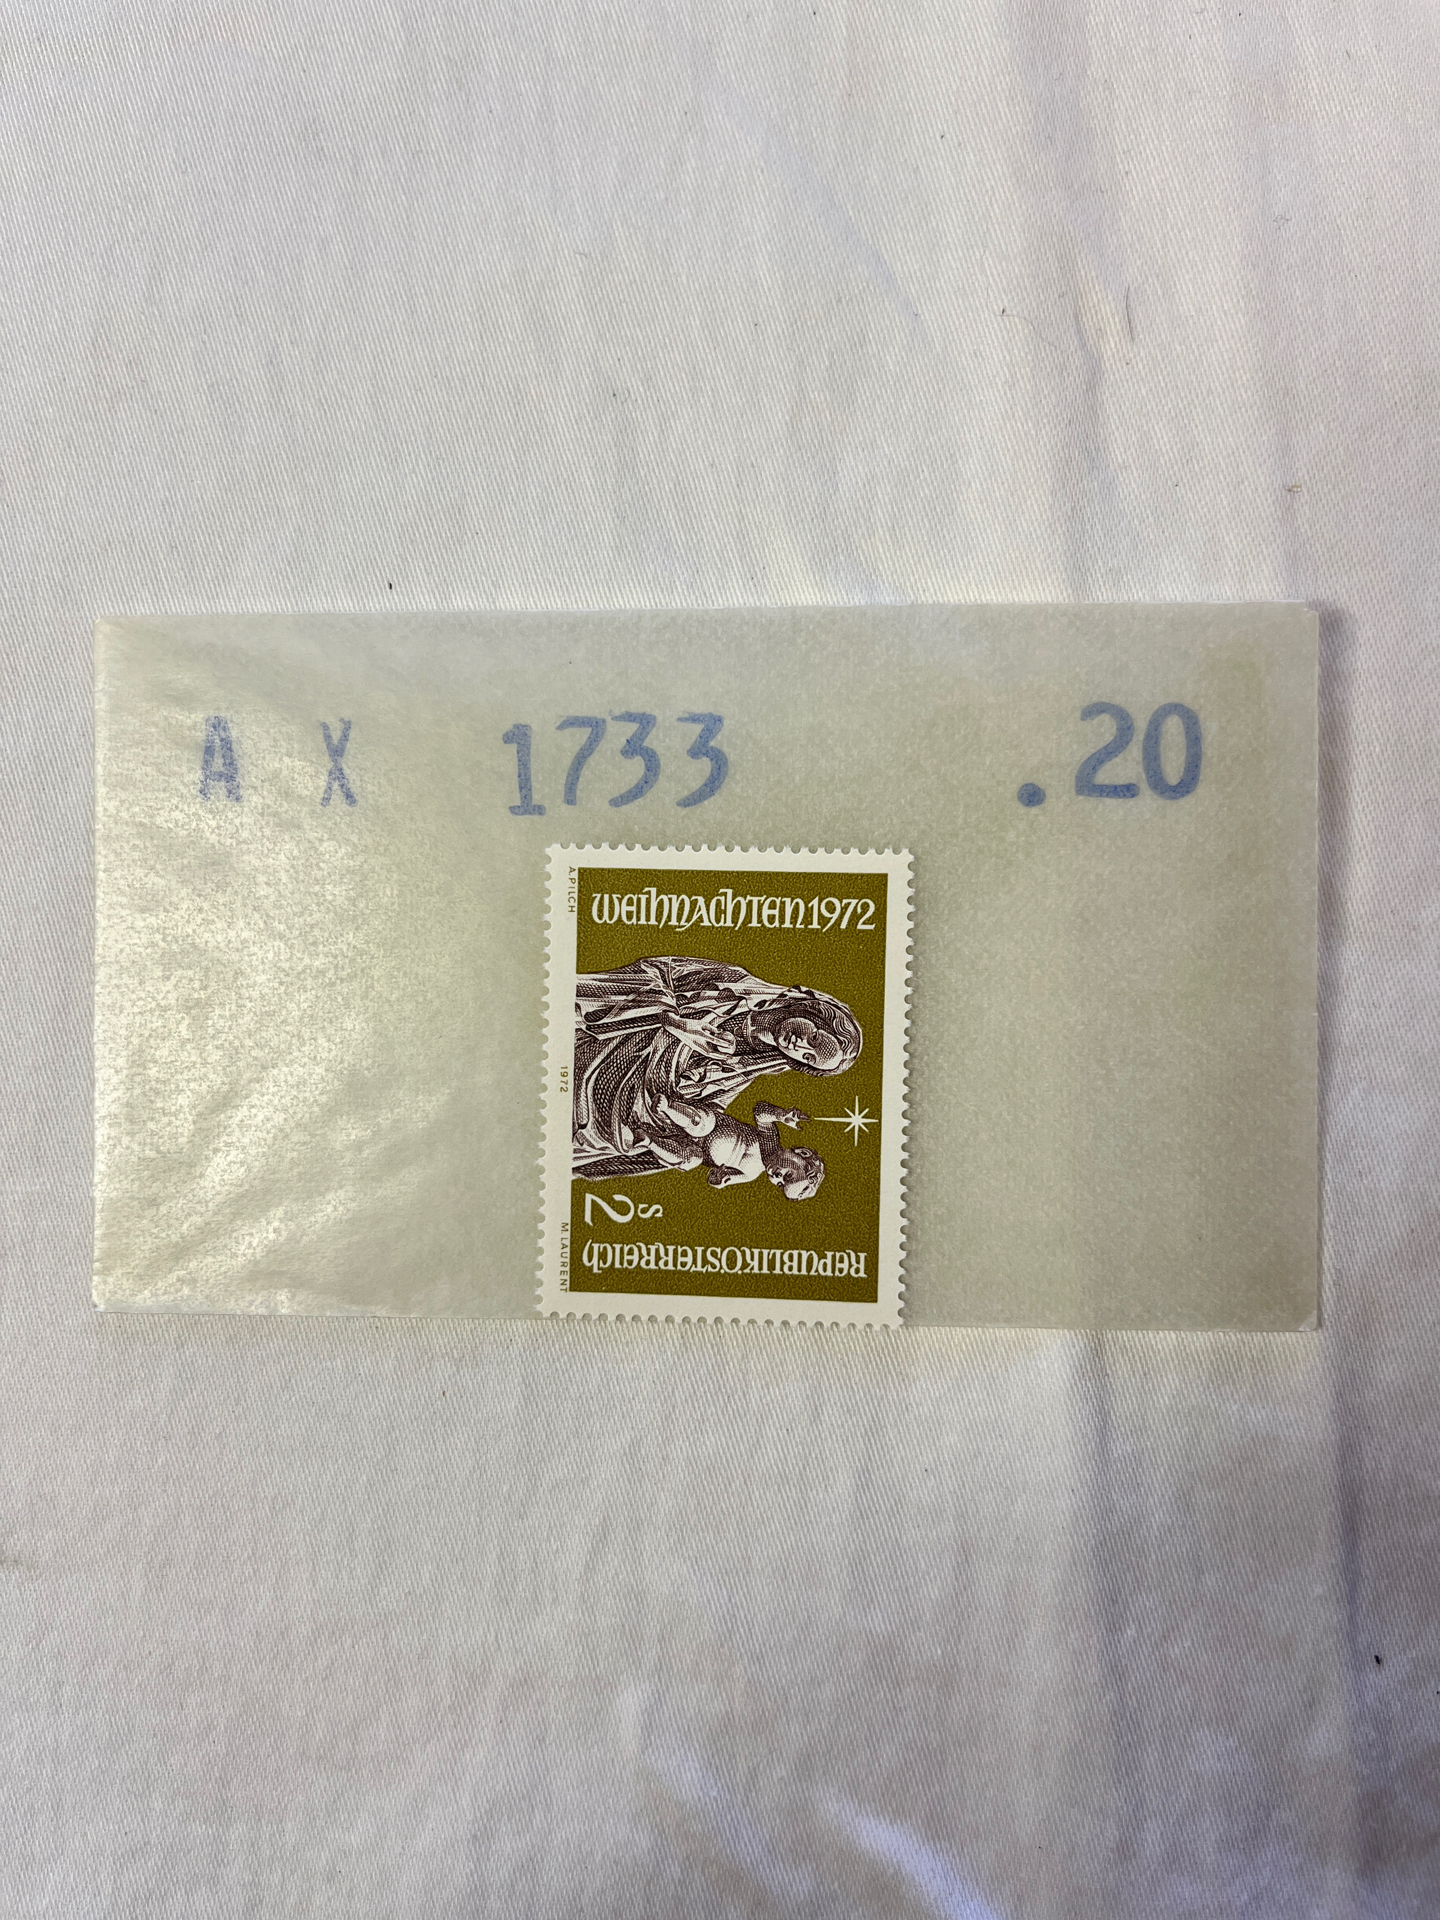 A X 1733 .20
WEIHNACHTEN 1972
S
2
REPUBLIK ÖSTERREICH
A. PILCH
1972
M. LAURENT